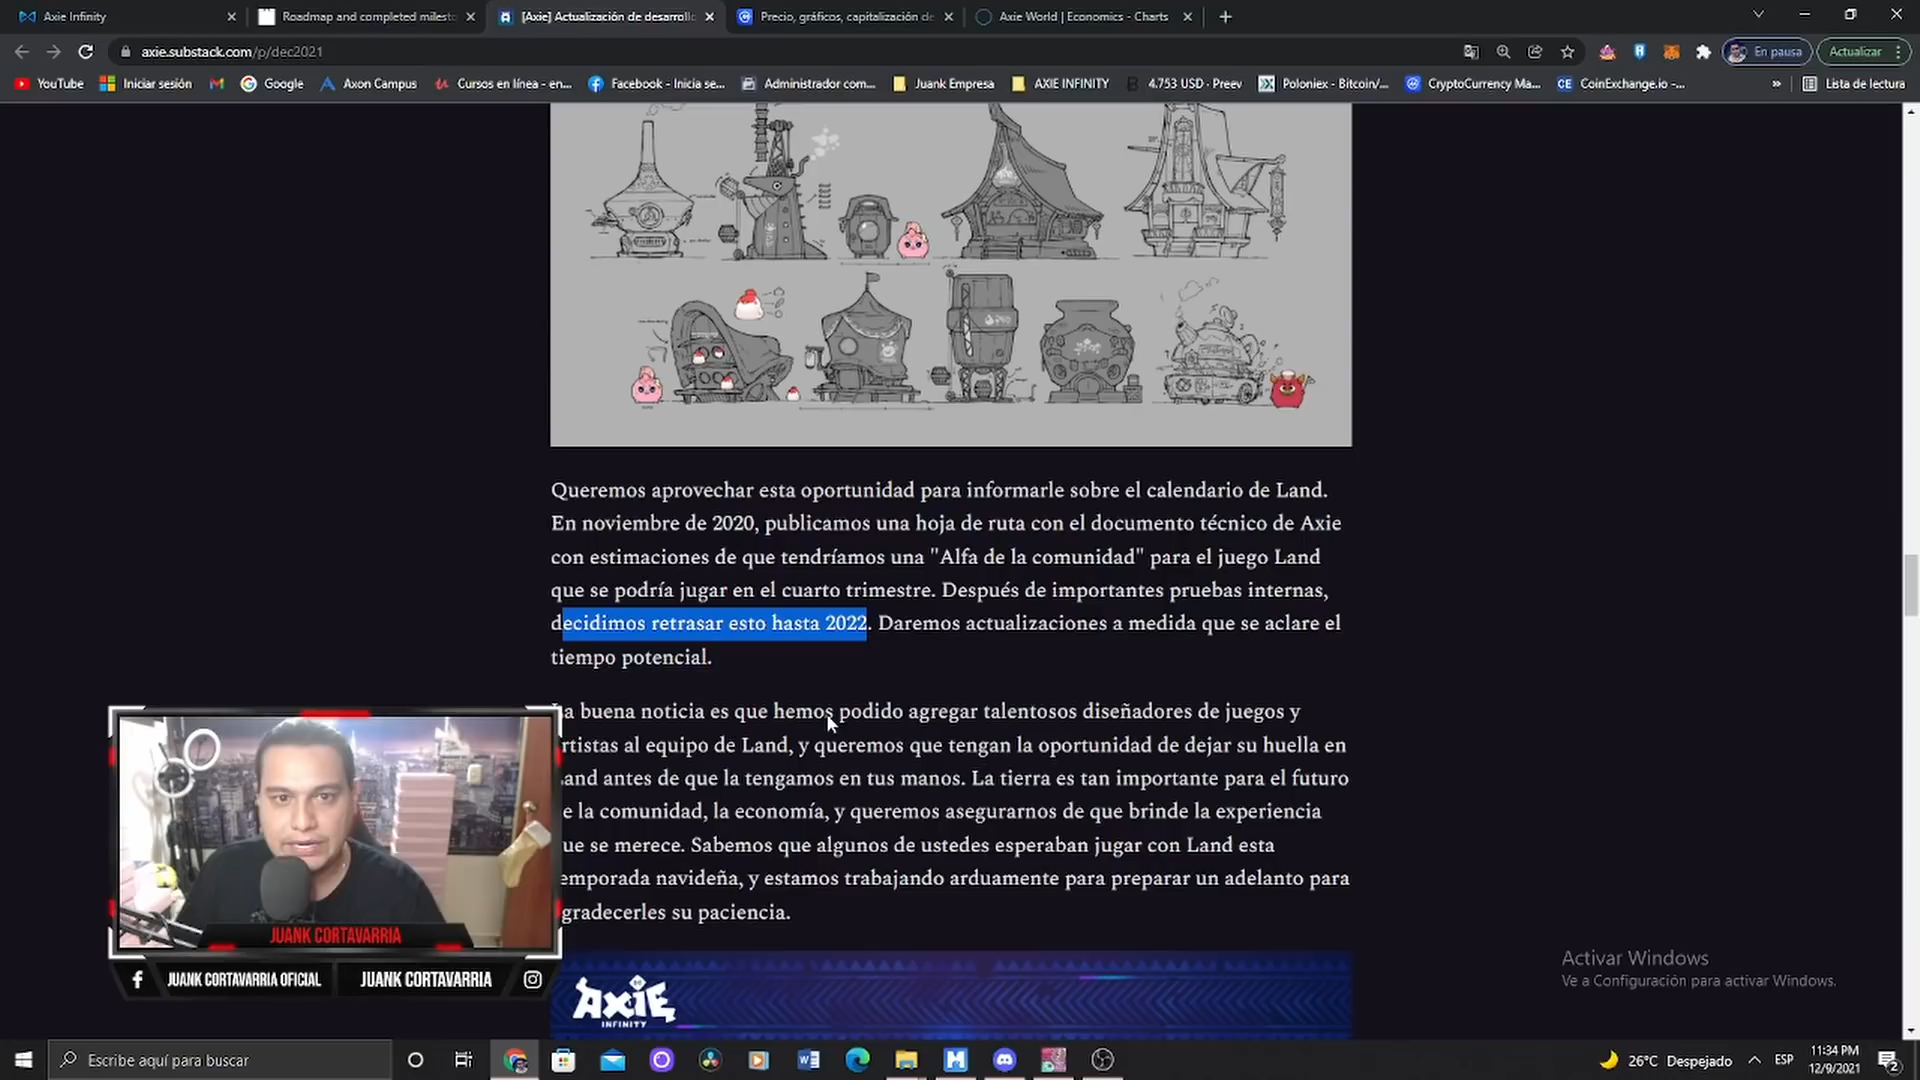 Axie Infinity
Roadmap and completed milest
[Axie] Actualización de desarroll
Precio, gráficos, capitalización de
Axie World | Economics - Charts
axie.substack.com/p/dec2021
En pausa
Actualizar
YouTube
Iniciar sesión
Google
Axon Campus
Cursos en línea - en...
Facebook - Inicia se...
Administrador com...
Juank Empresa
AXIE INFINITY
4.753 USD · Preev
Poloniex - Bitcoin/...
CryptoCurrency Ma...
CoinExchange.io -...
»
Lista de lectura
Queremos aprovechar esta oportunidad para informarle sobre el calendario de Land.
En noviembre de 2020, publicamos una hoja de ruta con el documento técnico de Axie
con estimaciones de que tendríamos una "Alfa de la comunidad" para el juego Land
que se podría jugar en el cuarto trimestre. Después de importantes pruebas internas,
decidimos retrasar esto hasta 2022. Daremos actualizaciones a medida que se aclare el
tiempo potencial.
La buena noticia es que hemos podido agregar talentosos diseñadores de juegos y
rtistas al equipo de Land, y queremos que tengan la oportunidad de dejar su huella en
and antes de que la tengamos en tus manos. La tierra es tan importante para el futuro
e la comunidad, la economía, y queremos asegurarnos de que brinde la experiencia
ue se merece. Sabemos que algunos de ustedes esperaban jugar con Land esta
emporada navideña, y estamos trabajando arduamente para preparar un adelanto para
gradecerles su paciencia.
JUANK CORTAVARRIA
JUANK CORTAVARRIA OFICIAL
JUANK CORTAVARRIA
AXIE
INFINITY
Activar Windows
Ve a Configuración para activar Windows.
Escribe aquí para buscar
26°C Despejado
ESP
11:34 PM
12/9/2021
2